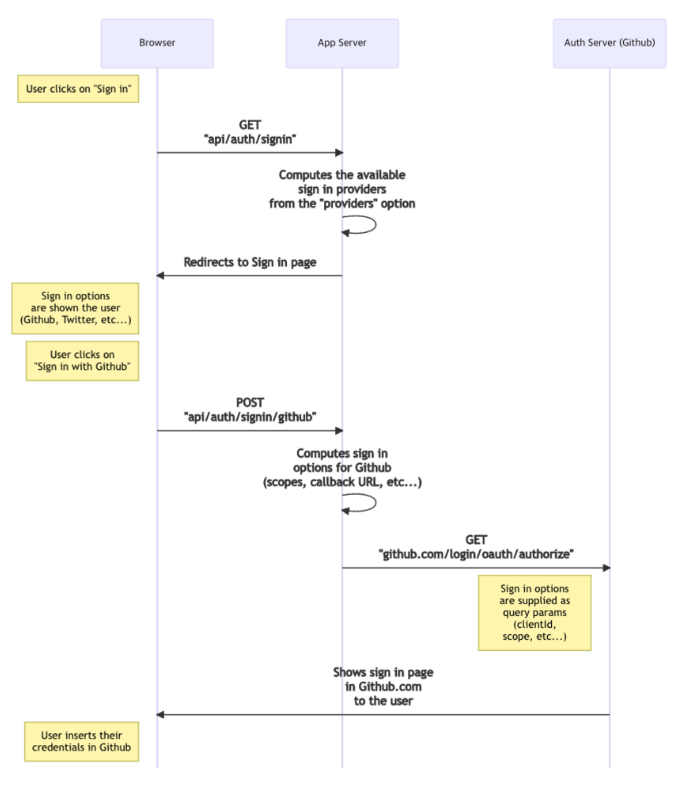 Browser
App Server
Auth Server (Github)
User clicks on "Sign in"
GET
"api/auth/signin"
Computes the available
sign in providers
from the "providers" option
Redirects to Sign in page
Sign in options
are shown the user
(Github, Twitter, etc...)
User clicks on
"Sign in with Github"
POST
"api/auth/signin/github"
Computes sign in
options for Github
(scopes, callback URL, etc...)
GET
"github.com/login/oauth/authorize"
Sign in options
are supplied as
query params
(clientId,
scope, etc...)
Shows sign in page
in Github.com
to the user
User inserts their
credentials in Github